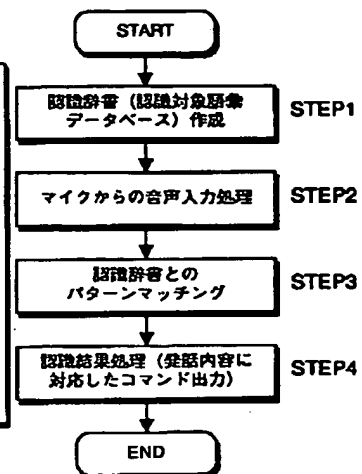 START
認識辞書（認識対象語彙
データベース）作成
STEP1
マイクからの音声入力処理
STEP2
認識辞書との
パターンマッチング
STEP3
認識結果処理（発話内容に
対応したコマンド出力）
STEP4
END